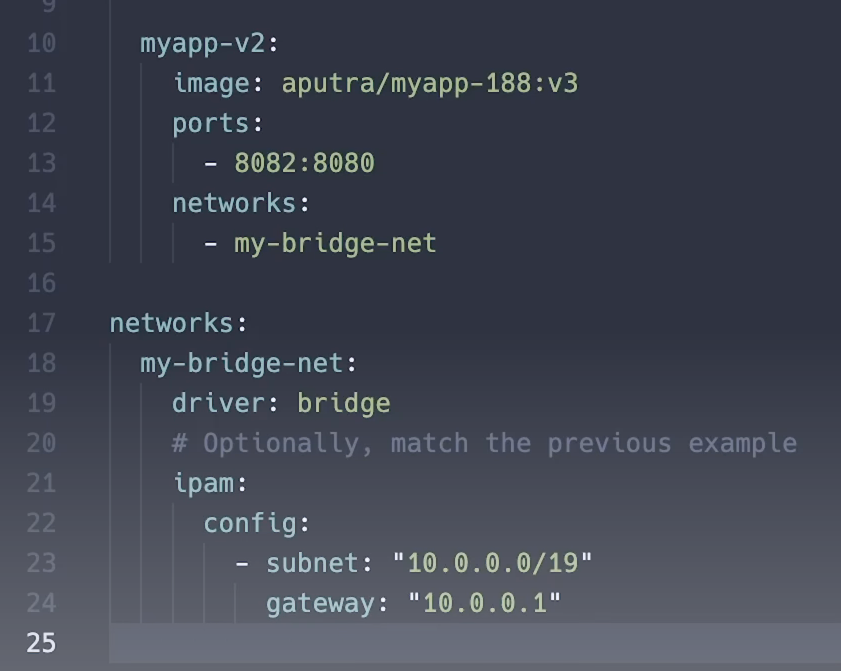 9
10 myapp-v2:
11 image: aputra/myapp-188:v3
12 ports:
13 - 8082:8080
14 networks:
15 - my-bridge-net
16
17 networks:
18 my-bridge-net:
19 driver: bridge
20 # Optionally, match the previous example
21 ipam:
22 config:
23 - subnet: "10.0.0.0/19"
24 gateway: "10.0.0.1"
25